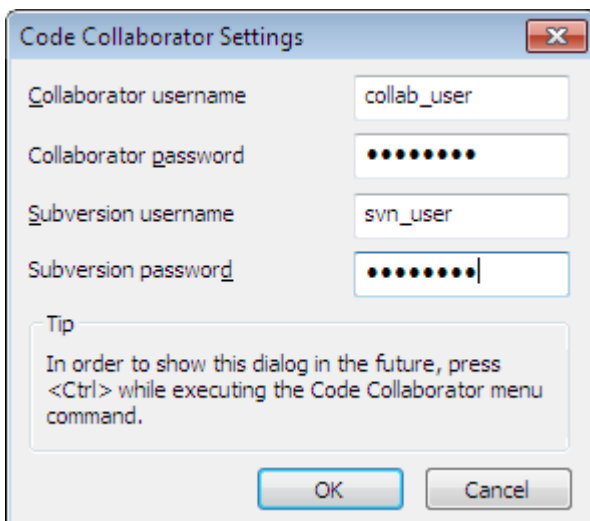 Code Collaborator Settings
Collaborator username collab_user
Collaborator password ●●●●●●●●
Subversion username svn_user
Subversion password ●●●●●●●●
Tip
In order to show this dialog in the future, press
<Ctrl> while executing the Code Collaborator menu
command.
OK Cancel